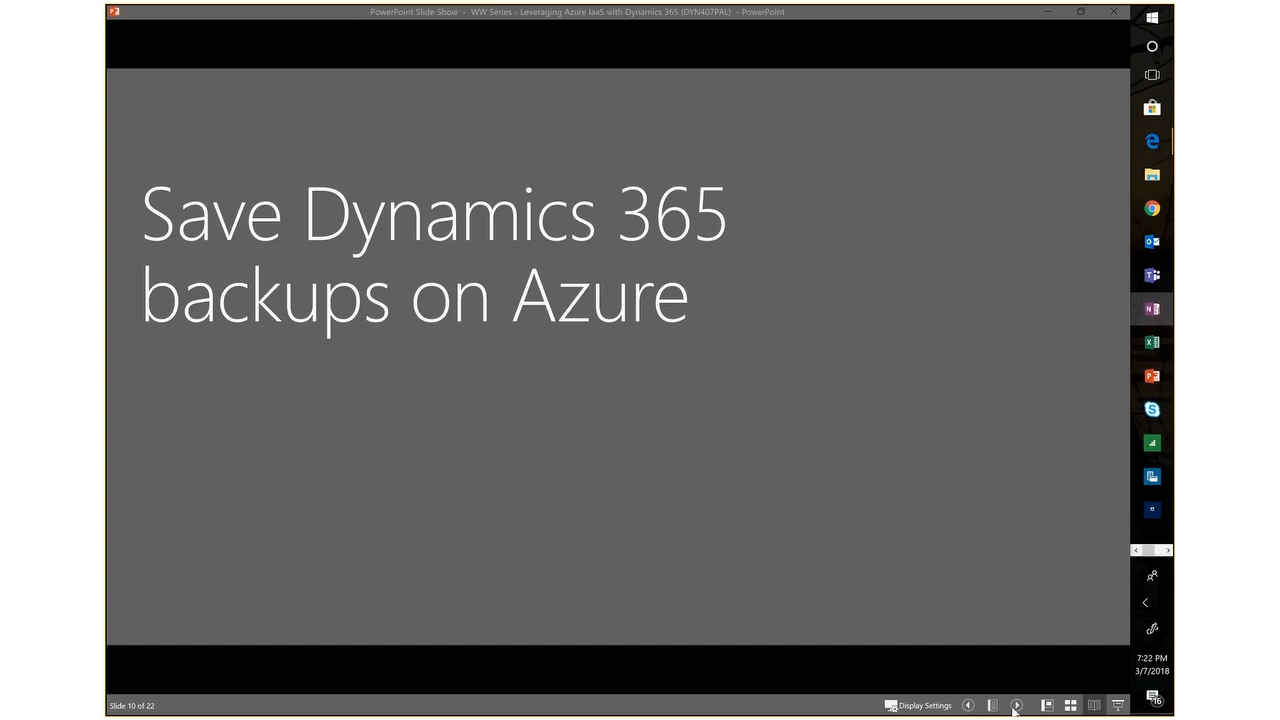 PowerPoint Slide Show - WW Series - Leveraging Azure IaaS with Dynamics 365 (DYN407PAL) - PowerPoint
Save Dynamics 365
backups on Azure
7:22 PM
3/7/2018
16
Slide 10 of 22
Display Settings